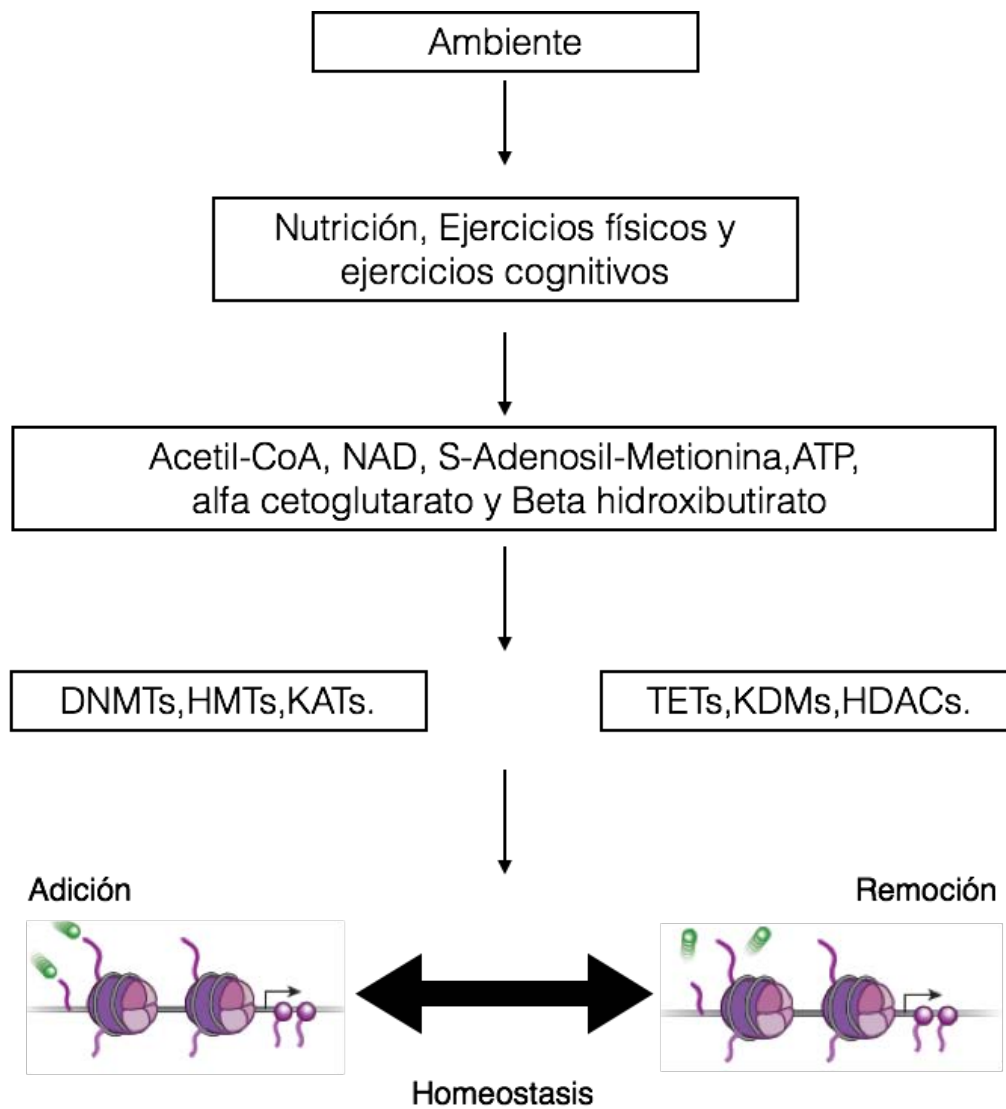 Ambiente
Nutrición, Ejercicios físicos y
ejercicios cognitivos
Acetil-CoA, NAD, S-Adenosil-Metionina,ATP,
alfa cetoglutarato y Beta hidroxibutirato
DNMTs,HMTs,KATs.
TETs,KDMs,HDACs.
Adición
Remoción
Homeostasis